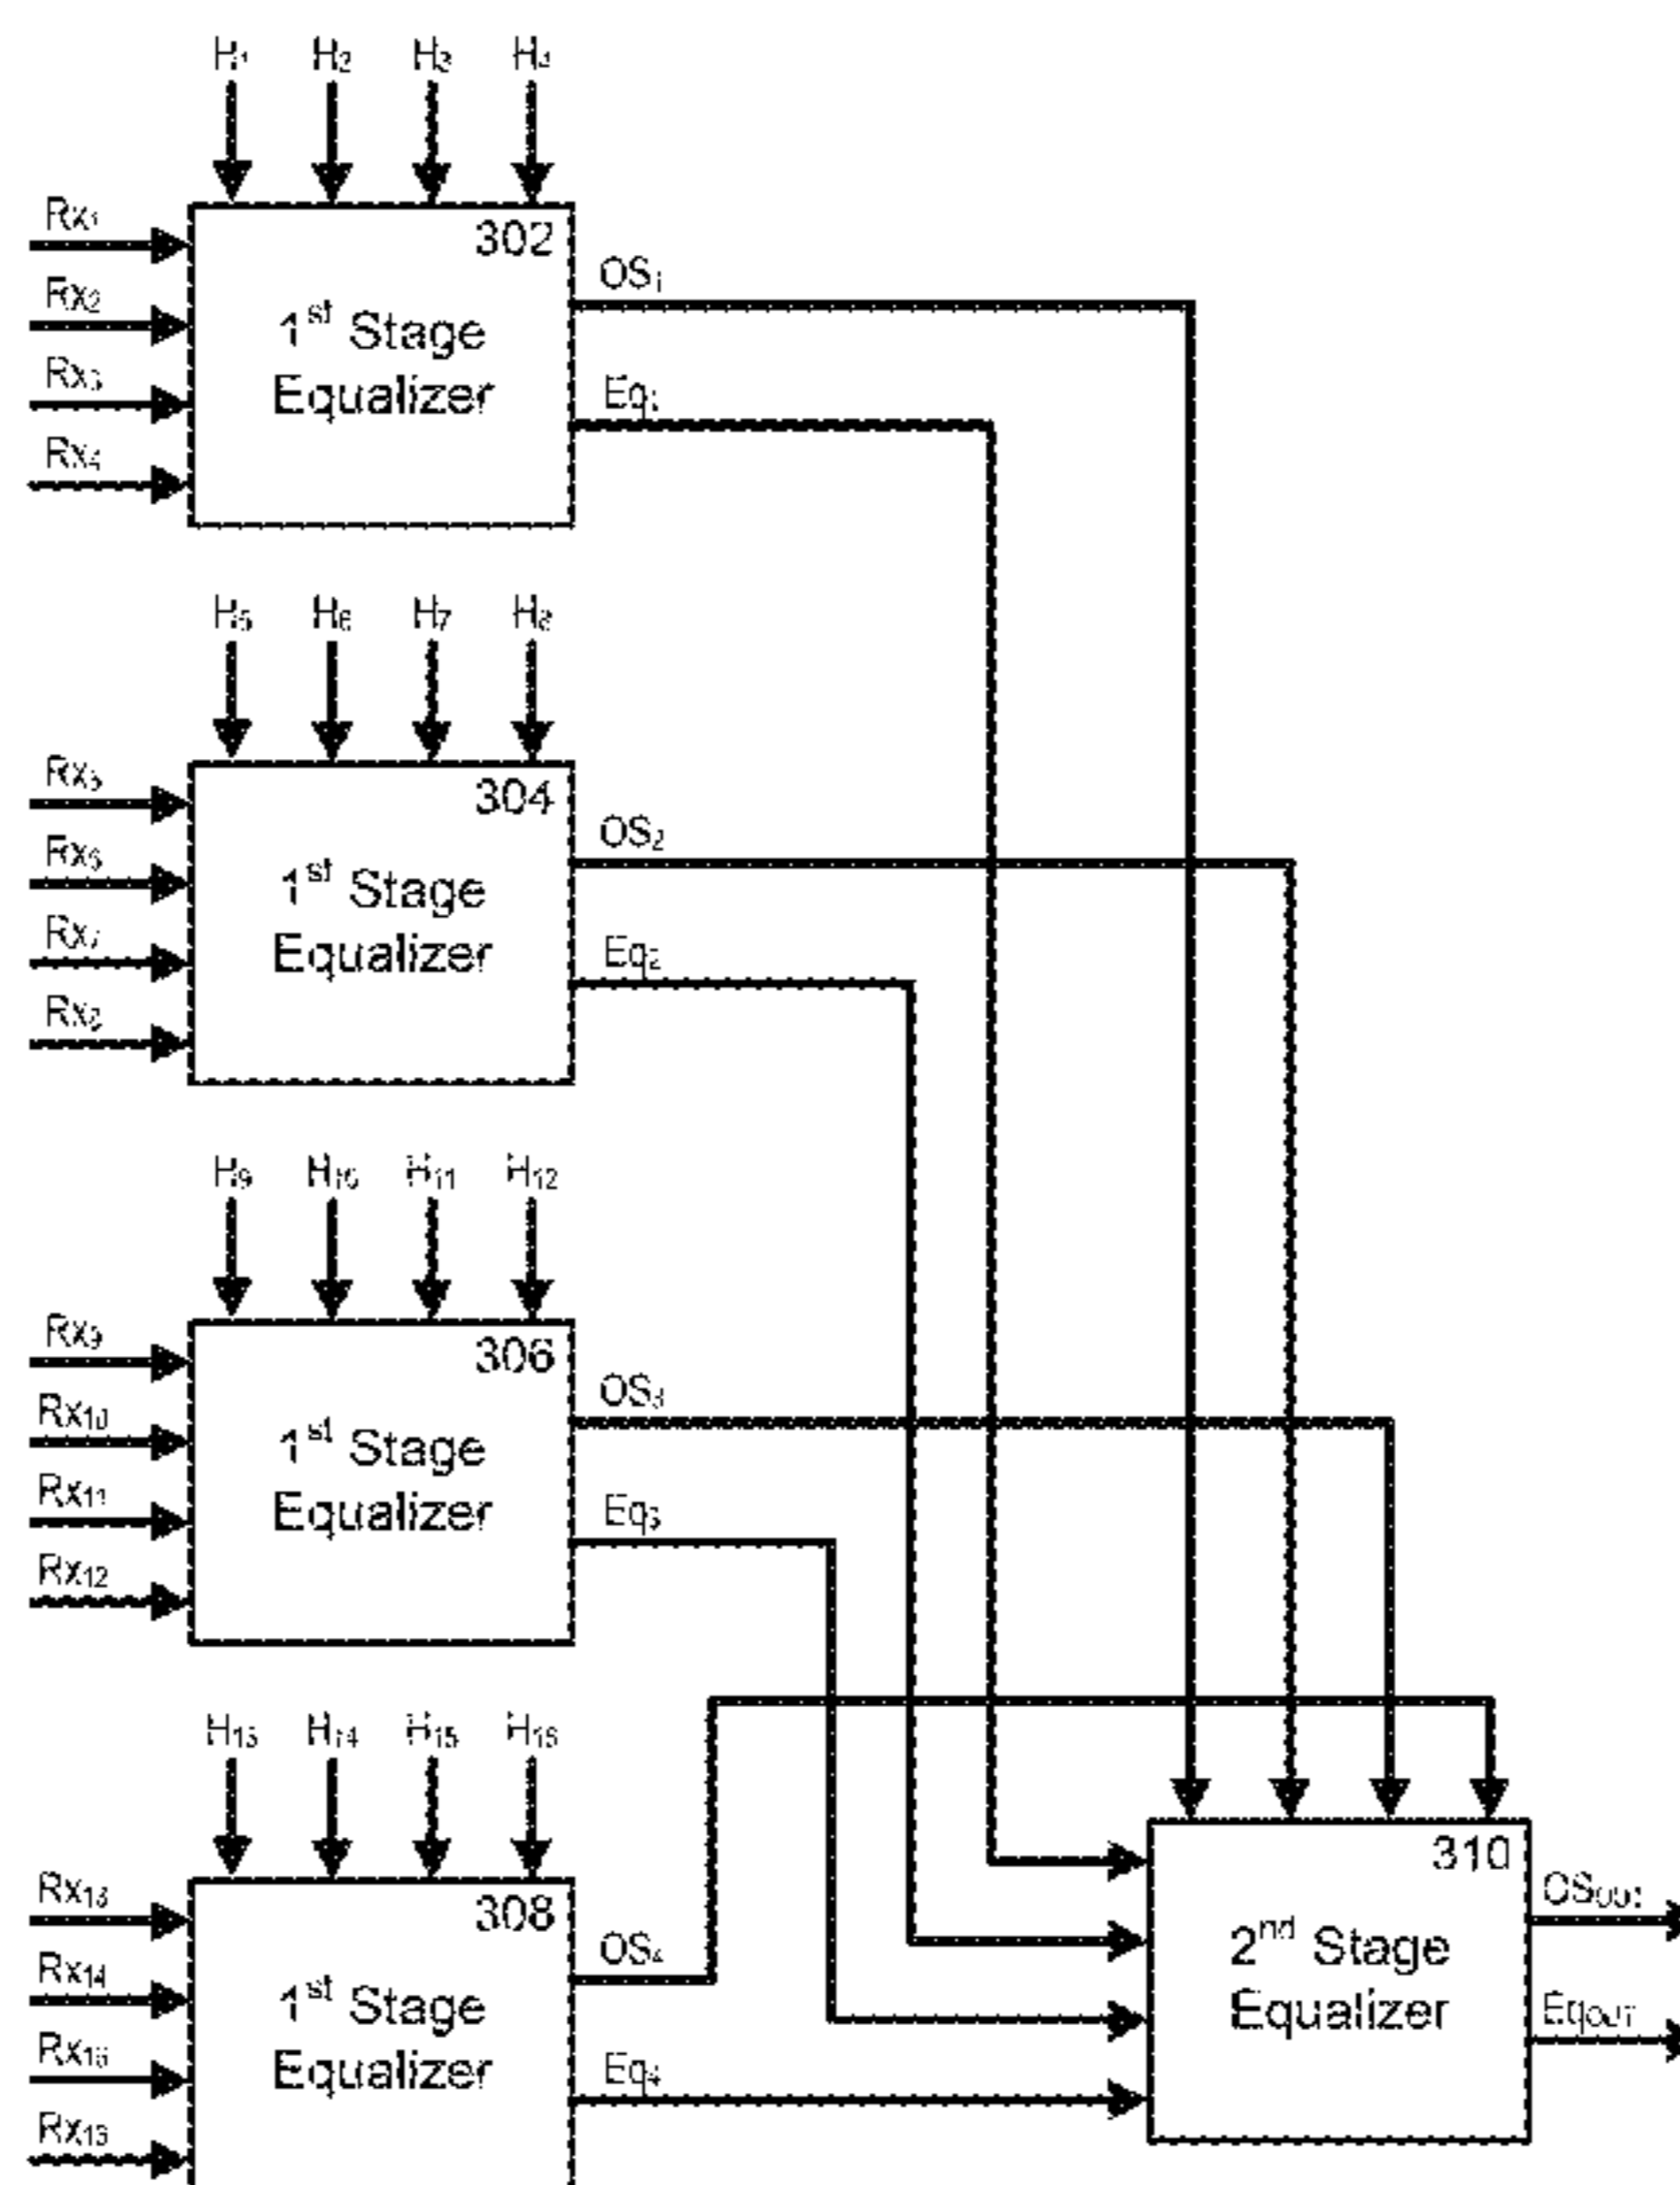 H₁ H₂ H₃ H₄
Rx₁
302
OS₁
Rx₂
1st Stage
Equalizer
Rx₃
Eq₁
Rx₄
H₅ H₆ H₇ H₈
Rx₅
304
OS₂
Rx₆
1st Stage
Equalizer
Rx₇
Eq₂
Rx₈
H₉ H₁₀ H₁₁ H₁₂
Rx₉
306
OS₃
Rx₁₀
1st Stage
Equalizer
Rx₁₁
Eq₃
Rx₁₂
H₁₃ H₁₄ H₁₅ H₁₆
Rx₁₃
308
OS₄
Rx₁₄
1st Stage
Equalizer
Rx₁₅
Eq₄
Rx₁₆
310
2nd Stage
Equalizer
OSOUT
EqOUT